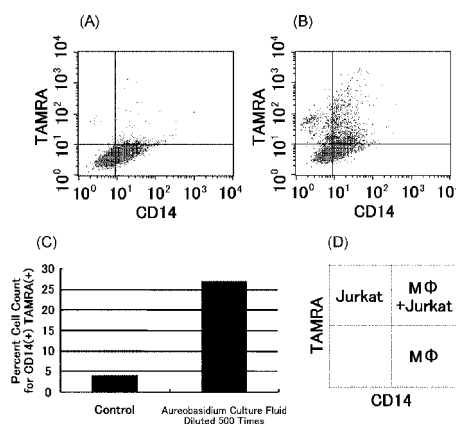 (A)
(B)
TAMRA
10⁴
10³
10²
10¹
10⁰
10⁰ 10¹ 10² 10³ 10⁴
CD14
TAMRA
10⁴
10³
10²
10¹
10⁰
10⁰ 10¹ 10² 10³ 10⁴
CD14
(C)
Percent Cell Count
for CD14(+) TAMRA(+)
30
25
20
15
10
5
0
Control
Aureobasidium Culture Fluid
Diluted 500 Times
(D)
TAMRA
Jurkat
MΦ
+Jurkat
MΦ
CD14